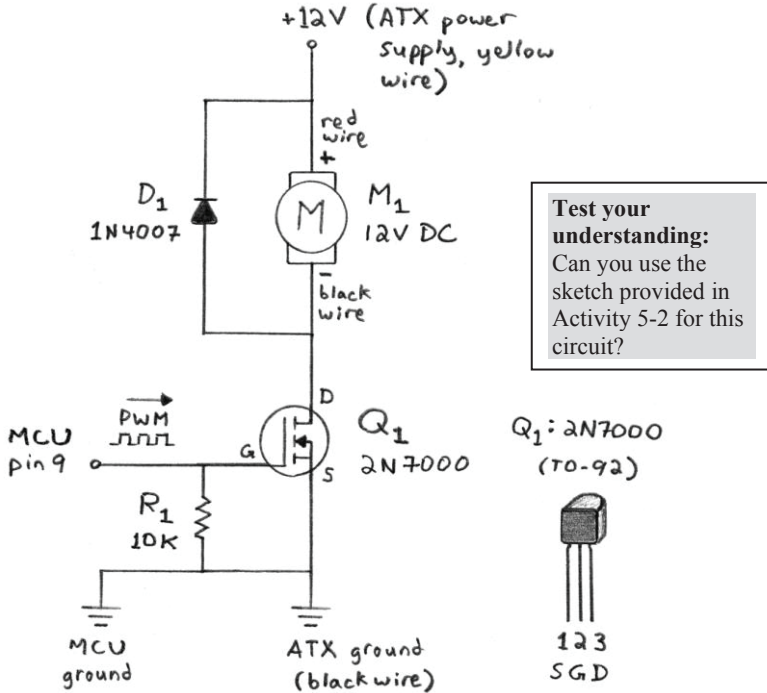 +12V (ATX power
supply, yellow
wire)
red
wire
+
D1
1N4007
M
M1
12V DC
-
black
wire
Test your
understanding:
Can you use the
sketch provided in
Activity 5-2 for this
circuit?
D
PWM
MCU
pin 9
G
S
Q1
2N7000
Q1: 2N7000
(TO-92)
R1
10K
MCU
ground
ATX ground
(black wire)
123
SGD